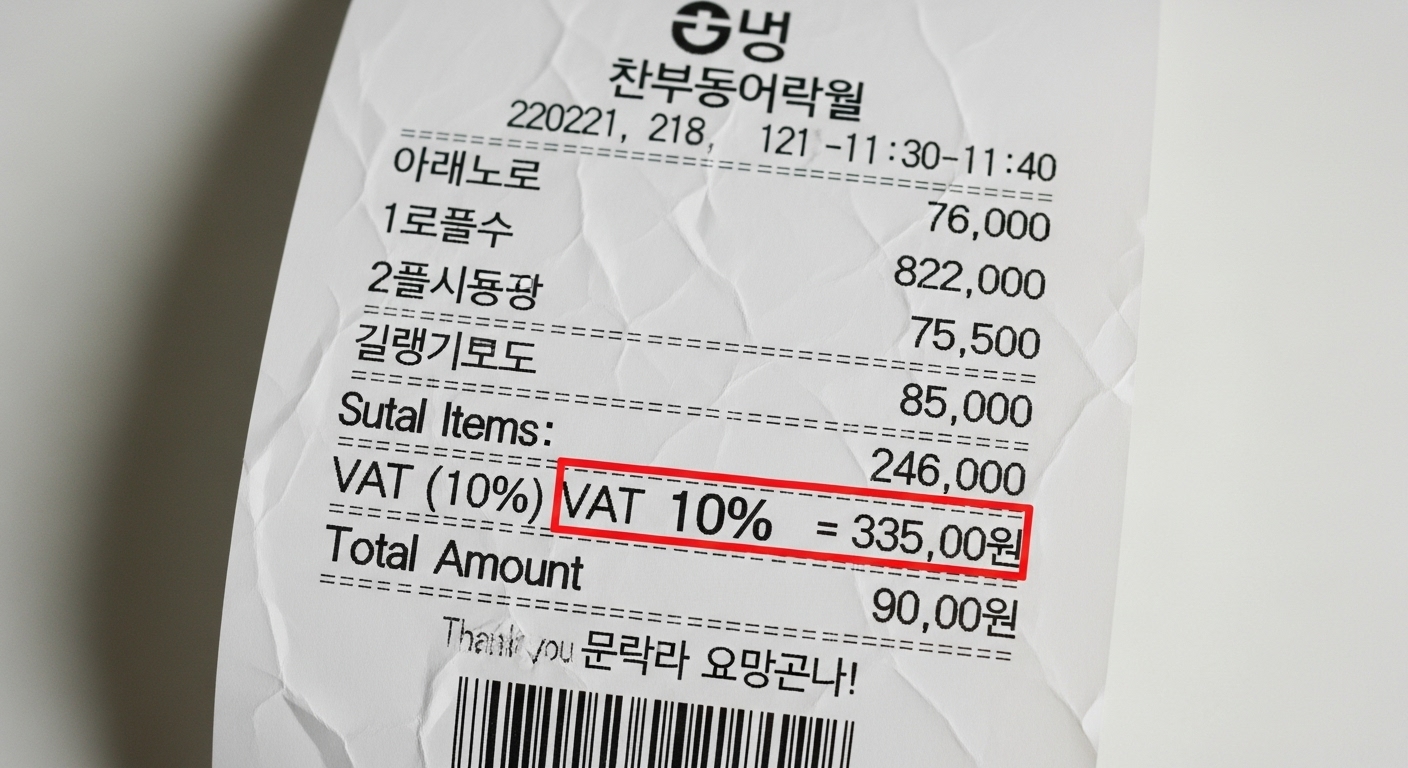 냉
찬부동어락월
220221, 218, 121 -11:30-11:40
아래노로 76,000
1로플수 822,000
2플시동팡 75,500
길랭기모도 85,000
Sutal Items: 246,000
VAT (10%) VAT 10% = 335,00원
Total Amount 90,00원
Thank you 문락라 요망곤나!